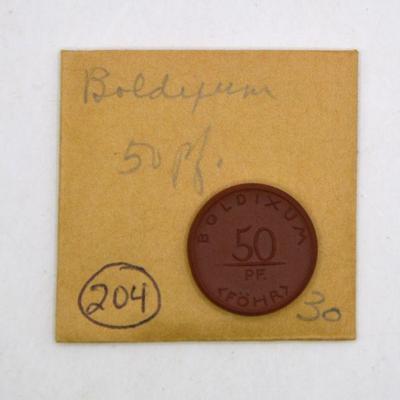 Boldixum
50 pf.
BOLDIXUM
50
PF.
<FÖHR>
204
30